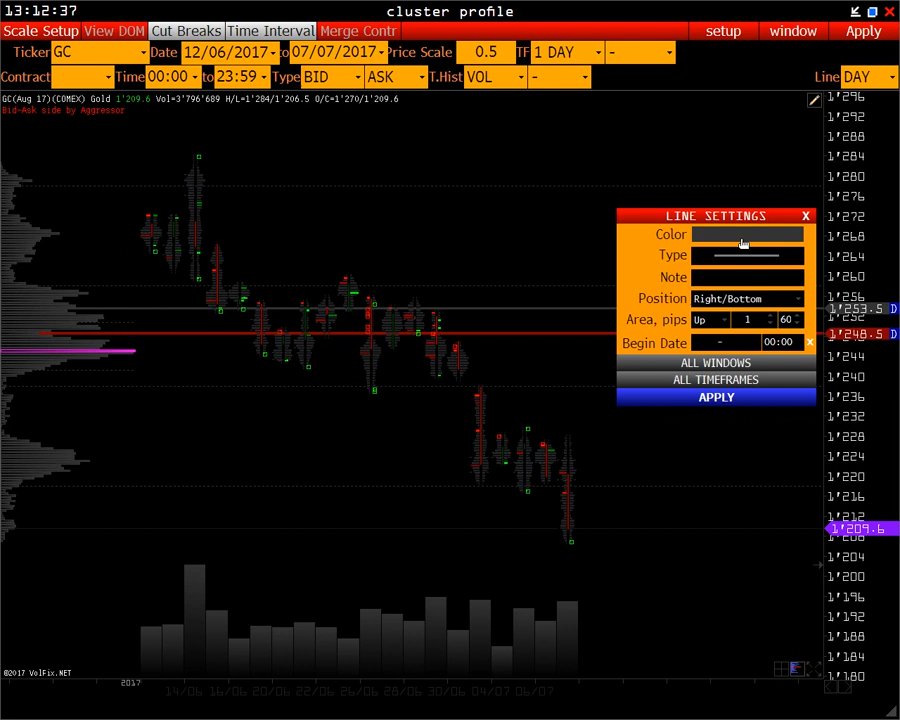 13:12:37 cluster profile
Scale Setup View DOM Cut Breaks Time Interval Merge Contr setup window Apply
Ticker GC Date 12/06/2017 to 07/07/2017 Price Scale 0.5 TF 1 DAY -
Contract Time 00:00 to 23:59 Type BID ASK T.Hist VOL - Line DAY
GC(Aug 17)(COMEX) Gold 1'209.6 Vol=3'796'689 H/L=1'284/1'206.5 O/C=1'270/1'209.6
Bid-Ask side by Aggressor
1'296
1'292
1'288
1'284
1'280
1'276
1'272
1'268
1'264
1'260
1'256
1'253.5 D
1'252
1'248.5 D
1'244
1'240
1'236
1'232
1'228
1'224
1'220
1'216
1'212
1'209.6
1'208
1'204
1'200
1'196
1'192
1'188
1'184
1'180
LINE SETTINGS X
Color
Type
Note
Position Right/Bottom
Area, pips Up 1 60
Begin Date - 00:00 x
ALL WINDOWS
ALL TIMEFRAMES
APPLY
©2017 VolFix.NET
2017
14/06 16/06 20/06 22/06 26/06 28/06 30/06 04/07 06/07